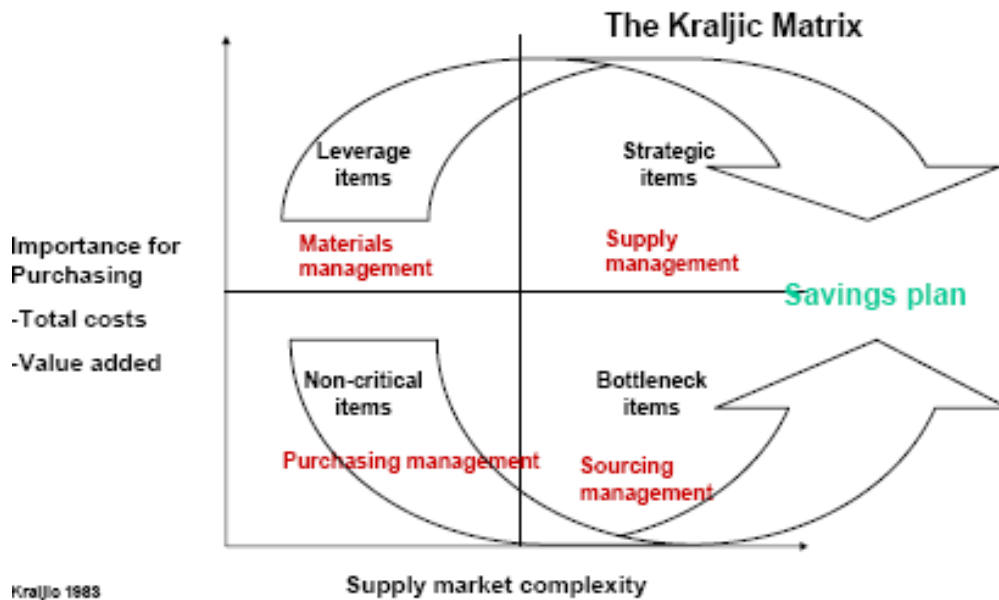 The Kraljic Matrix
Leverage
items
Strategic
items
Materials
management
Supply
management
Importance for
Purchasing
-Total costs
-Value added
Savings plan
Non-critical
items
Bottleneck
items
Purchasing management
Sourcing
management
Supply market complexity
Kraljic 1983